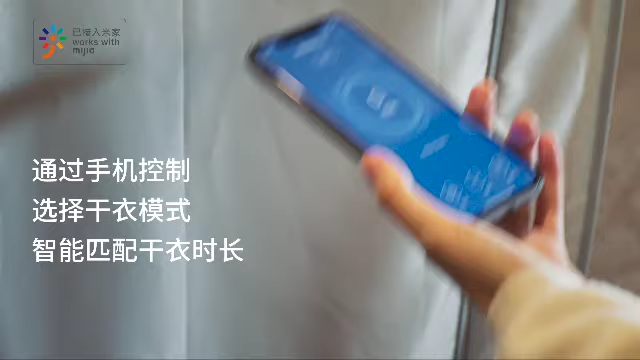 已接入米家
works with
mijia
通过手机控制
选择干衣模式
智能匹配干衣时长